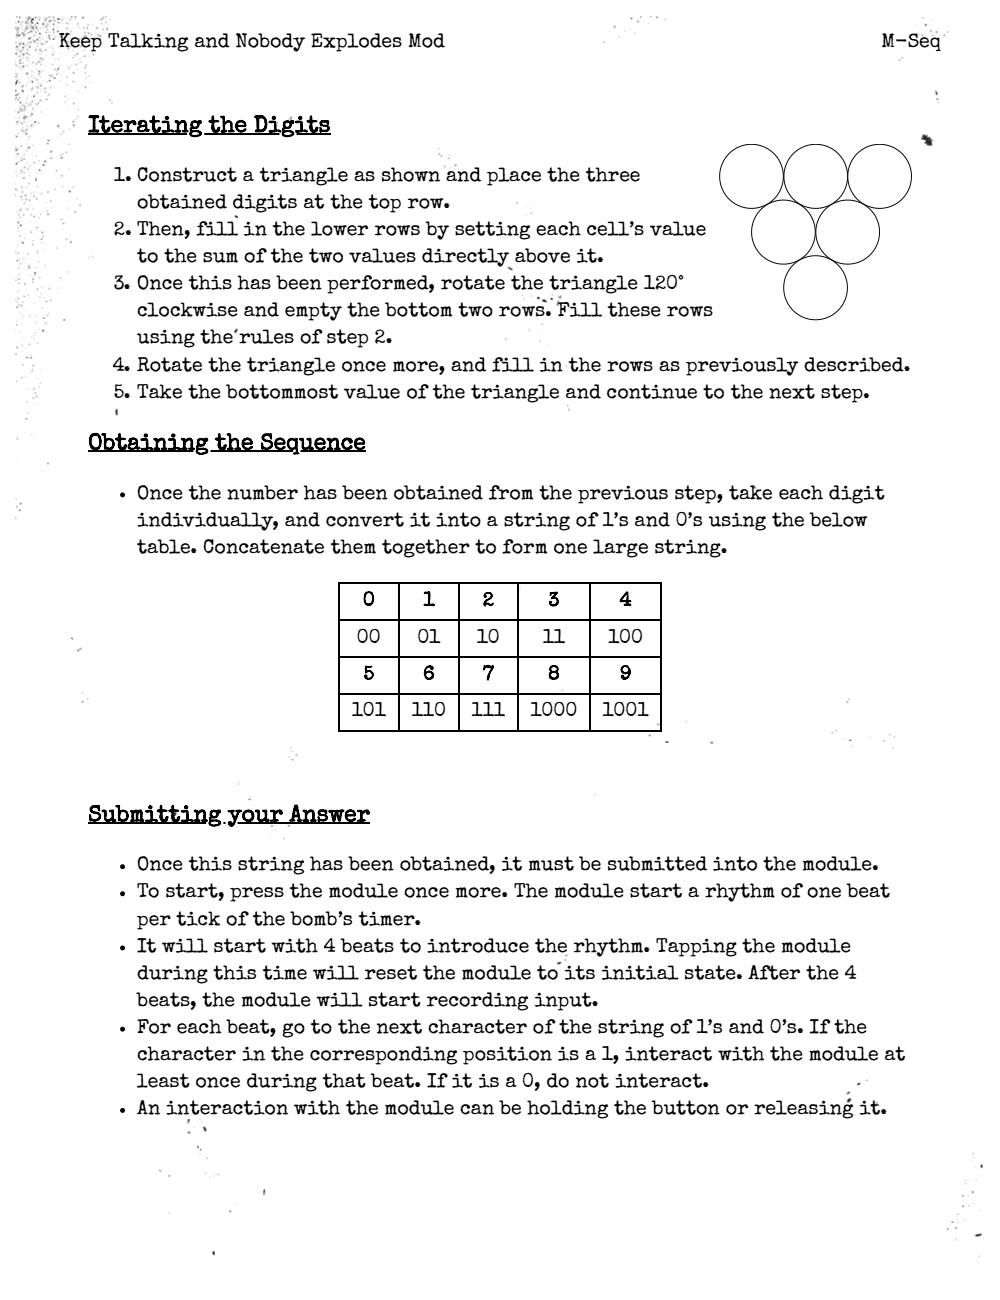 Keep Talking and Nobody Explodes Mod
M-Seq
Iterating the Digits
1. Construct a triangle as shown and place the three
obtained digits at the top row.
2. Then, fill in the lower rows by setting each cell's value
to the sum of the two values directly above it.
3. Once this has been performed, rotate the triangle 120°
clockwise and empty the bottom two rows. Fill these rows
using the rules of step 2.
4. Rotate the triangle once more, and fill in the rows as previously described.
5. Take the bottommost value of the triangle and continue to the next step.
Obtaining the Sequence
• Once the number has been obtained from the previous step, take each digit
individually, and convert it into a string of 1's and 0's using the below
table. Concatenate them together to form one large string.
0 1 2 3 4
00 01 10 11 100
5 6 7 8 9
101 110 111 1000 1001
Submitting your Answer
• Once this string has been obtained, it must be submitted into the module.
• To start, press the module once more. The module start a rhythm of one beat
per tick of the bomb's timer.
• It will start with 4 beats to introduce the rhythm. Tapping the module
during this time will reset the module to its initial state. After the 4
beats, the module will start recording input.
• For each beat, go to the next character of the string of 1's and 0's. If the
character in the corresponding position is a 1, interact with the module at
least once during that beat. If it is a 0, do not interact.
• An interaction with the module can be holding the button or releasing it.